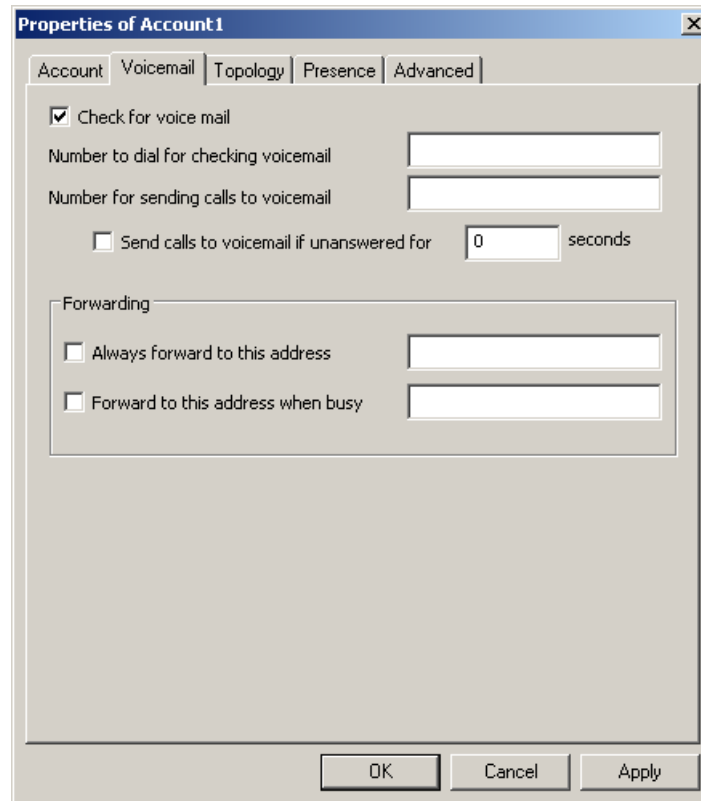 Properties of Account1
Account Voicemail Topology Presence Advanced
Check for voice mail
Number to dial for checking voicemail
Number for sending calls to voicemail
Send calls to voicemail if unanswered for 0 seconds
Forwarding
Always forward to this address
Forward to this address when busy
OK Cancel Apply